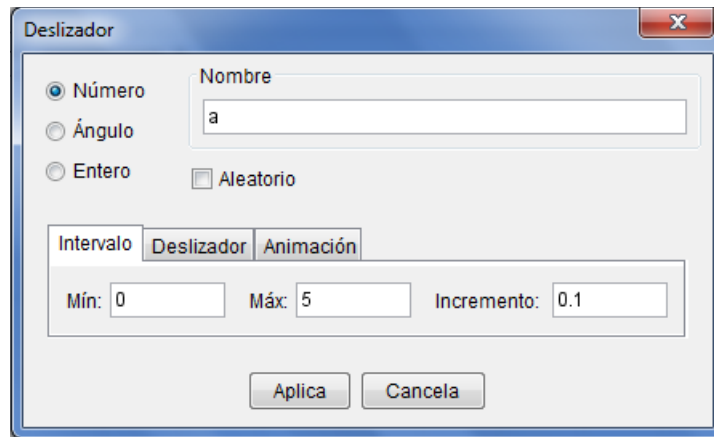 Deslizador
Número
Ángulo
Entero
Nombre
a
Aleatorio
Intervalo Deslizador Animación
Mín: 0 Máx: 5 Incremento: 0.1
Aplica Cancela